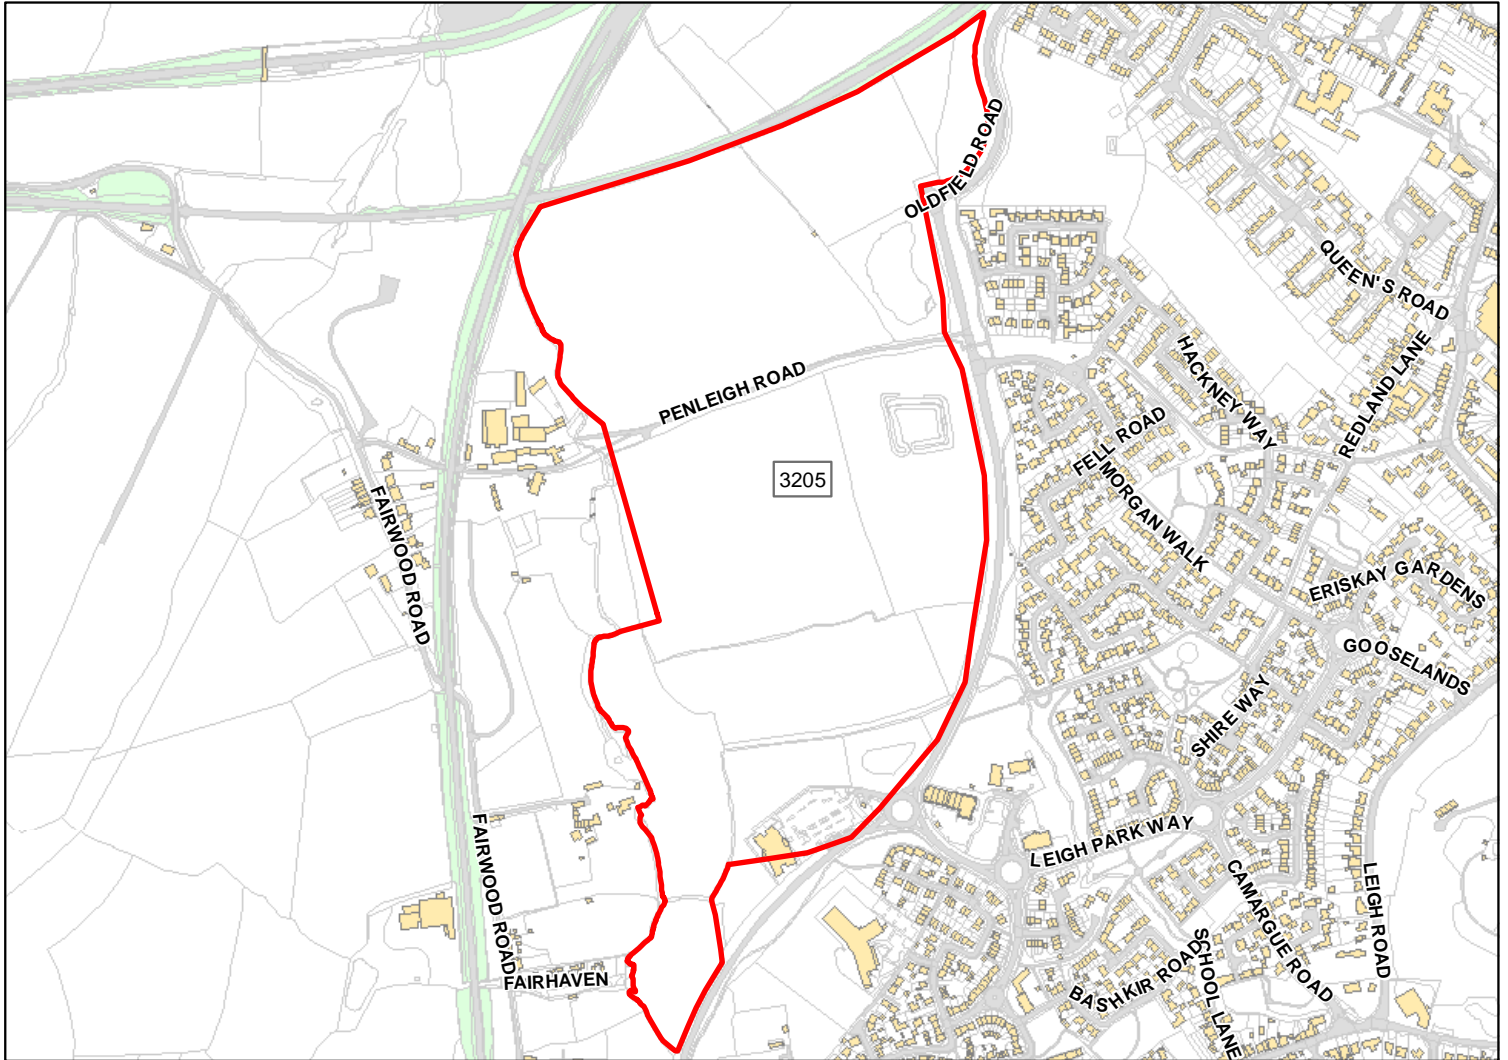 OLDFIELD ROAD
QUEEN'S ROAD
HACKNEY WAY
REDLAND LANE
PENLEIGH ROAD
FELL ROAD
3205
MORGAN WALK
FAIRWOOD ROAD
ERISKAY GARDENS
GOOSELANDS
SHIRE WAY
LEIGH PARK WAY
FAIRWOOD ROAD
CAMARGUE ROAD
LEIGH ROAD
FAIRHAVEN
BASHKIR ROAD
SCHOOL LANE